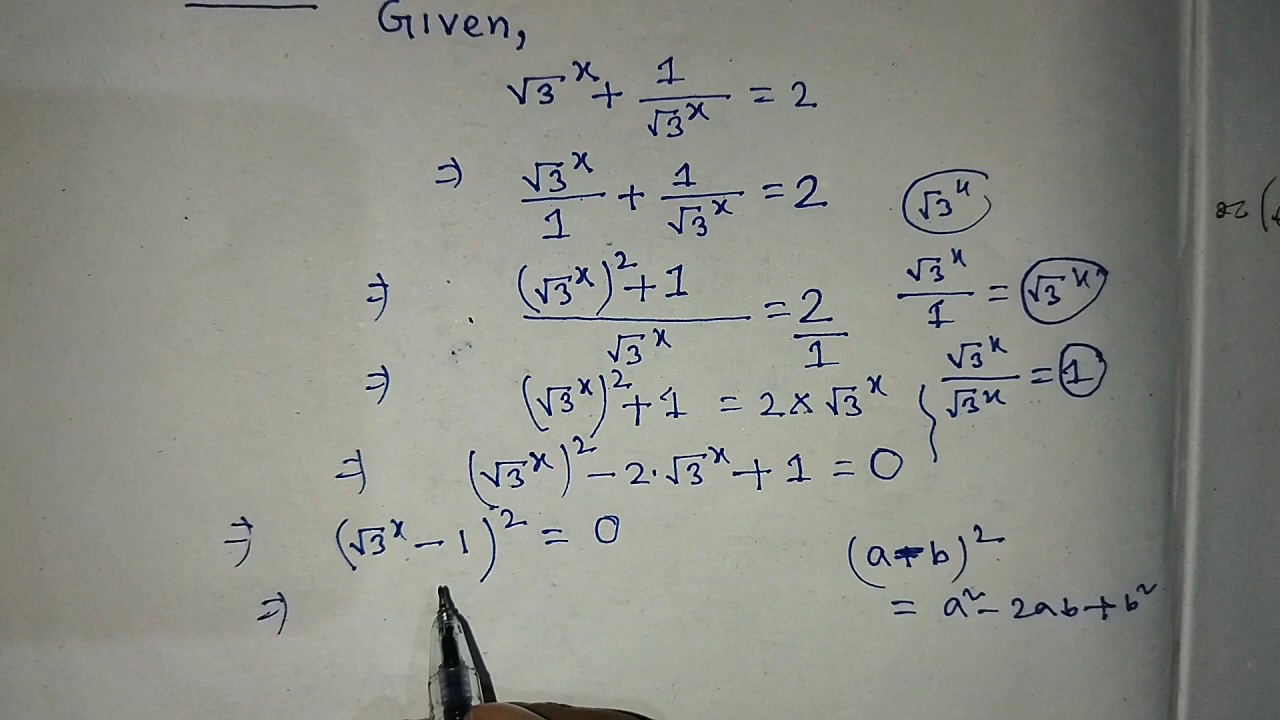 Given,
√3^x + 1/√3^x = 2
⇒ √3^x/1 + 1/√3^x = 2
√3^x
⇒ ((√3^x)^2 + 1)/√3^x = 2/1
√3^x/1 = √3^x
√3^x/√3^x = 1
⇒ (√3^x)^2 + 1 = 2 × √3^x
⇒ (√3^x)^2 - 2·√3^x + 1 = 0
⇒ (√3^x - 1)^2 = 0
(a - b)^2
= a^2 - 2ab + b^2
⇒